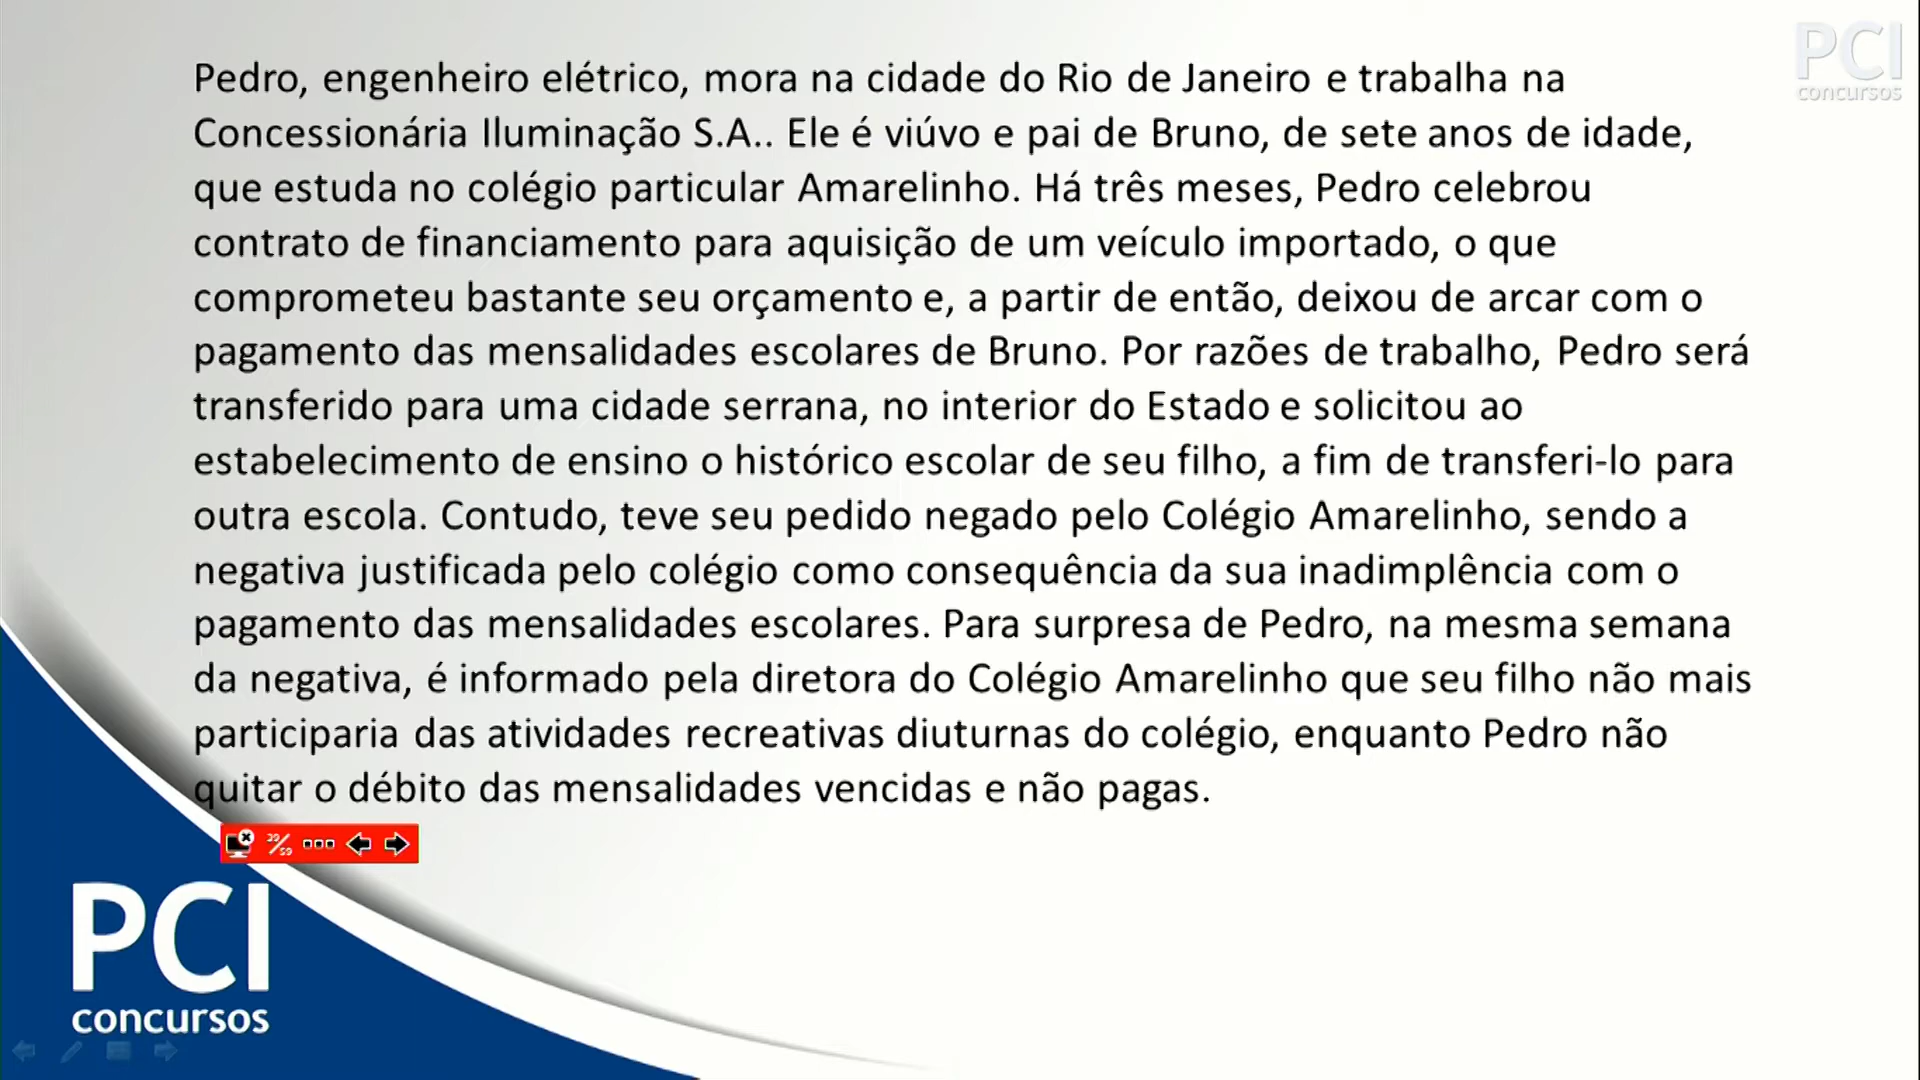 PCI
concursos
Pedro, engenheiro elétrico, mora na cidade do Rio de Janeiro e trabalha na
Concessionária Iluminação S.A.. Ele é viúvo e pai de Bruno, de sete anos de idade,
que estuda no colégio particular Amarelinho. Há três meses, Pedro celebrou
contrato de financiamento para aquisição de um veículo importado, o que
comprometeu bastante seu orçamento e, a partir de então, deixou de arcar com o
pagamento das mensalidades escolares de Bruno. Por razões de trabalho, Pedro será
transferido para uma cidade serrana, no interior do Estado e solicitou ao
estabelecimento de ensino o histórico escolar de seu filho, a fim de transferi-lo para
outra escola. Contudo, teve seu pedido negado pelo Colégio Amarelinho, sendo a
negativa justificada pelo colégio como consequência da sua inadimplência com o
pagamento das mensalidades escolares. Para surpresa de Pedro, na mesma semana
da negativa, é informado pela diretora do Colégio Amarelinho que seu filho não mais
participaria das atividades recreativas diuturnas do colégio, enquanto Pedro não
quitar o débito das mensalidades vencidas e não pagas.
39/59
PCI
concursos